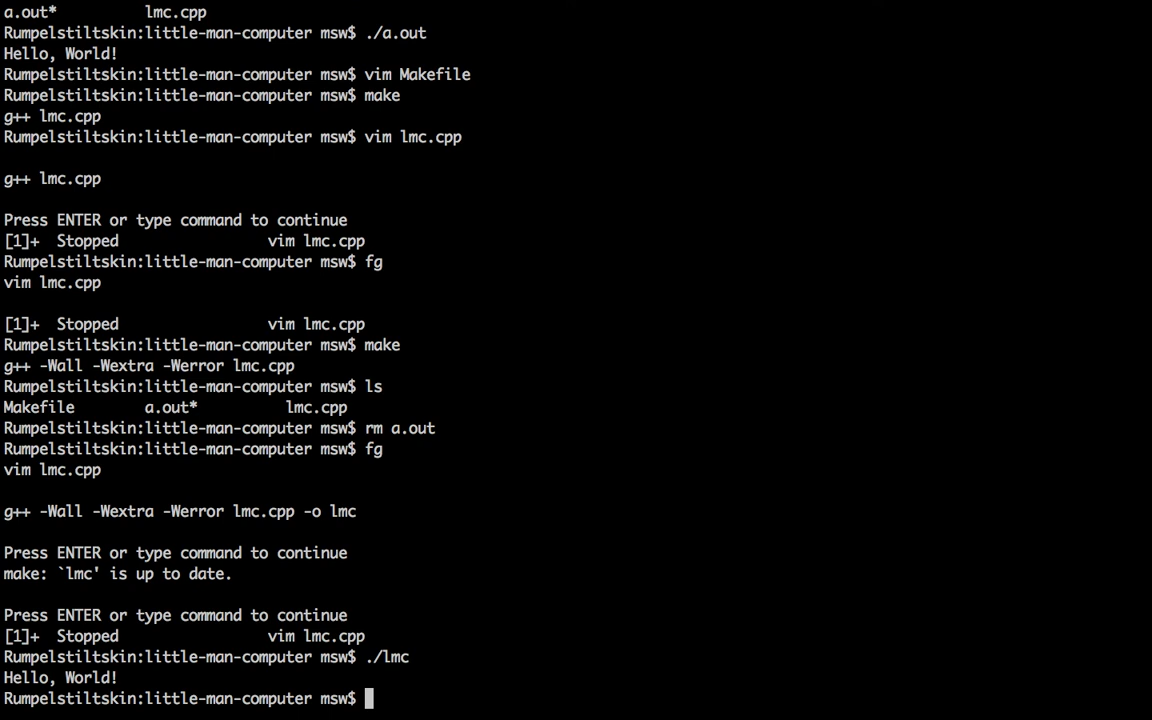 a.out*          lmc.cpp
Rumpelstiltskin:little-man-computer msw$ ./a.out
Hello, World!
Rumpelstiltskin:little-man-computer msw$ vim Makefile
Rumpelstiltskin:little-man-computer msw$ make
g++ lmc.cpp
Rumpelstiltskin:little-man-computer msw$ vim lmc.cpp
g++ lmc.cpp
Press ENTER or type command to continue
[1]+  Stopped                 vim lmc.cpp
Rumpelstiltskin:little-man-computer msw$ fg
vim lmc.cpp
[1]+  Stopped                 vim lmc.cpp
Rumpelstiltskin:little-man-computer msw$ make
g++ -Wall -Wextra -Werror lmc.cpp
Rumpelstiltskin:little-man-computer msw$ ls
Makefile        a.out*          lmc.cpp
Rumpelstiltskin:little-man-computer msw$ rm a.out
Rumpelstiltskin:little-man-computer msw$ fg
vim lmc.cpp
g++ -Wall -Wextra -Werror lmc.cpp -o lmc
Press ENTER or type command to continue
make: `lmc' is up to date.
Press ENTER or type command to continue
[1]+  Stopped                 vim lmc.cpp
Rumpelstiltskin:little-man-computer msw$ ./lmc
Hello, World!
Rumpelstiltskin:little-man-computer msw$